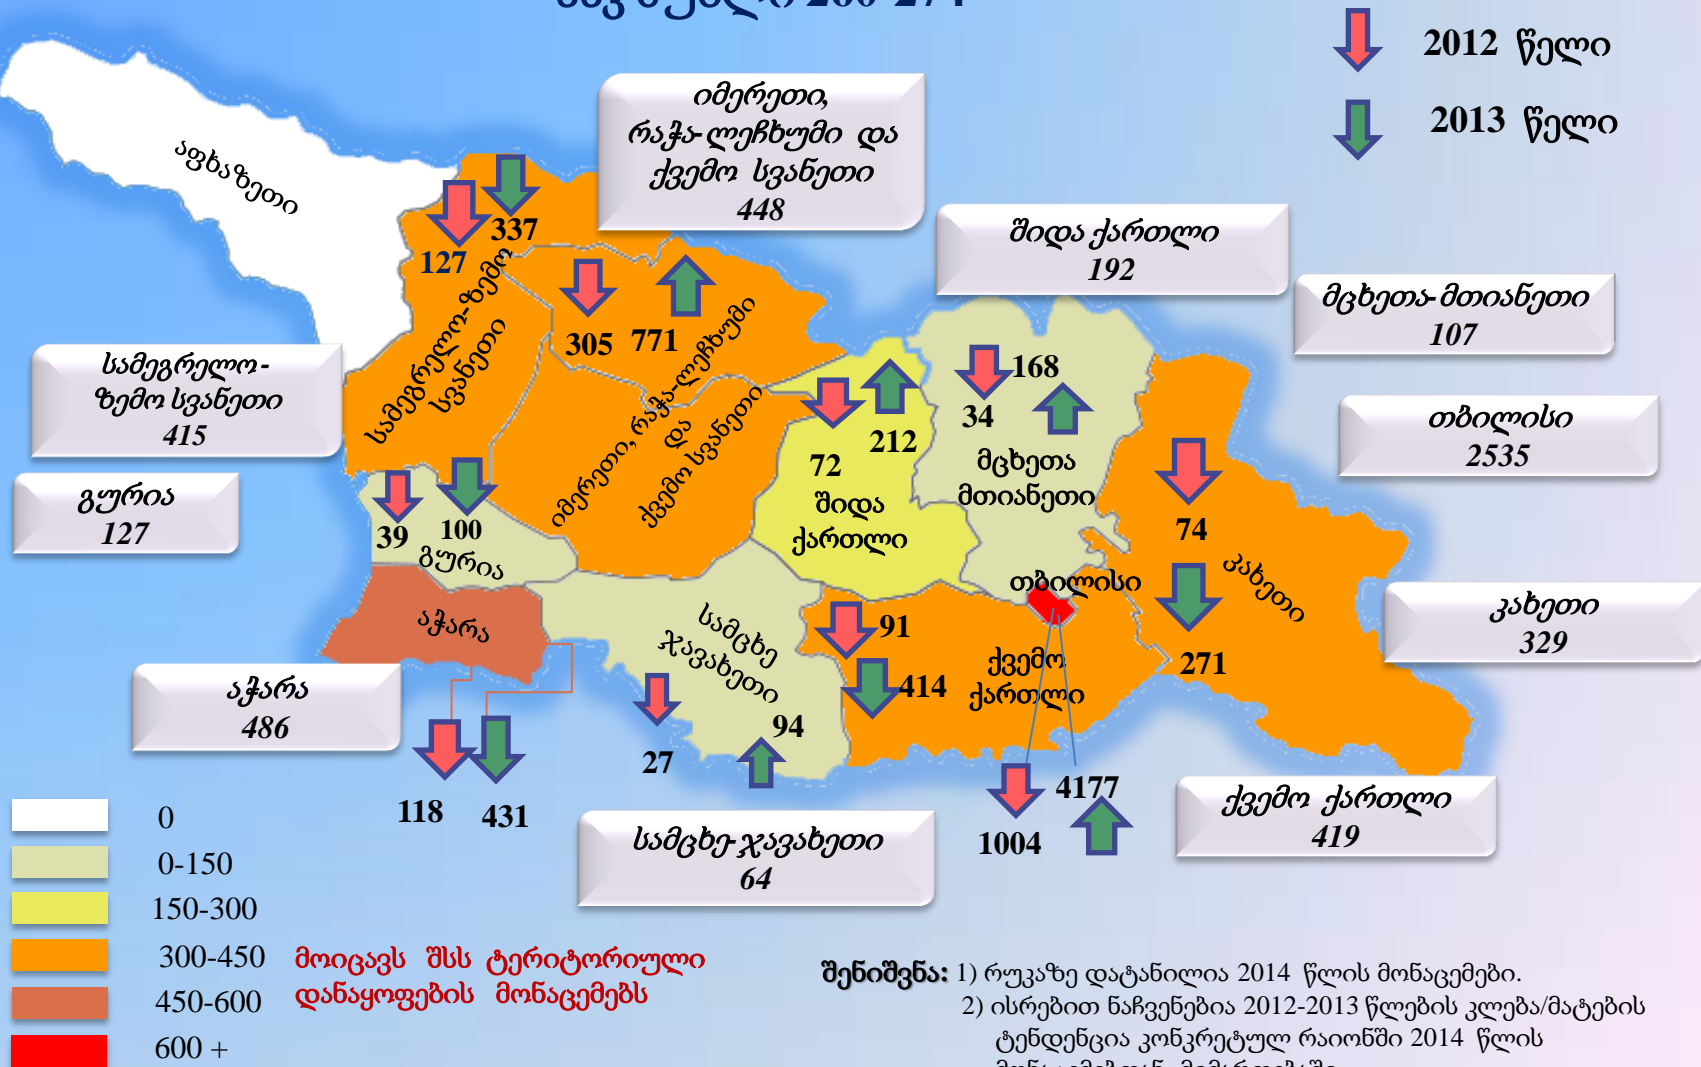 260-274
2012 წელი
2013 წელი
იმერეთი,
რაჭა-ლეჩხუმი და
ქვემო სვანეთი
448
შიდა ქართლი
192
მცხეთა-მთიანეთი
107
თბილისი
2535
კახეთი
329
ქვემო ქართლი
419
სამცხე-ჯავახეთი
64
აჭარა
486
გურია
127
სამეგრელო-
ზემო სვანეთი
415
აფხაზეთი
337
127
სამეგრელო-ზემო
სვანეთი
305 771
იმერეთი, რაჭა-ლეჩხუმი
და
ქვემო სვანეთი
212
72
შიდა
ქართლი
168
34
მცხეთა
მთიანეთი
74
კახეთი
271
თბილისი
39 100
გურია
აჭარა
118 431
სამცხე
ჯავახეთი
94
27
91
414
ქვემო
ქართლი
4177
1004
0
0-150
150-300
300-450
450-600
600 +
მოიცავს შსს ტერიტორიული
დანაყოფების მონაცემებს
შენიშვნა: 1) რუკაზე დატანილია 2014 წლის მონაცემები.
2) ისრებით ნაჩვენებია 2012-2013 წლების კლება/მატების
ტენდენცია კონკრეტულ რაიონში 2014 წლის